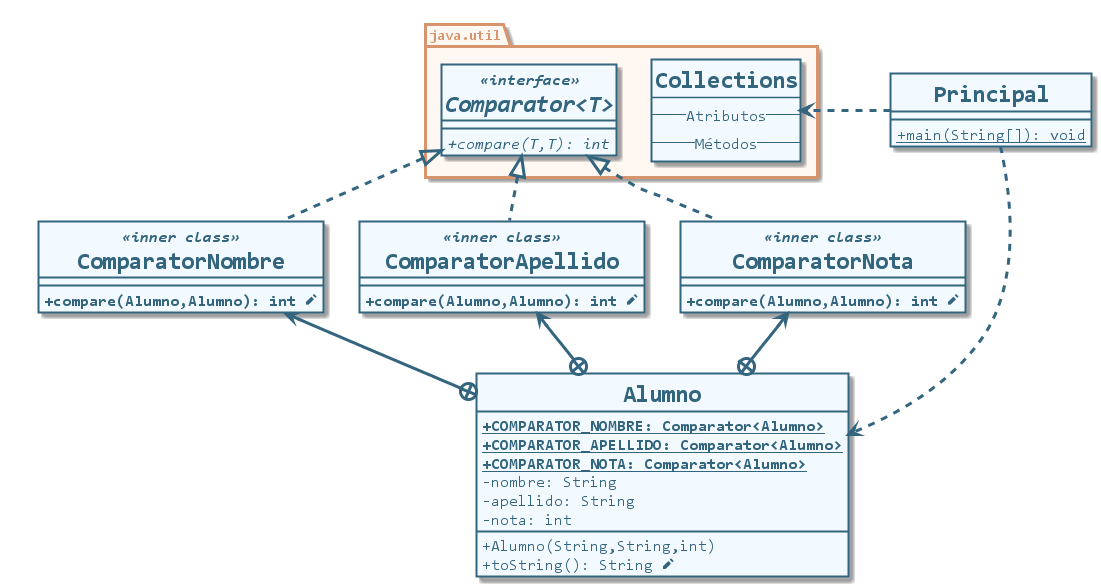 java.util
«interface»
Comparator<T>
+compare(T,T): int
Collections
Atributos
Métodos
Principal
+main(String[]): void
«inner class»
ComparatorNombre
+compare(Alumno,Alumno): int
«inner class»
ComparatorApellido
+compare(Alumno,Alumno): int
«inner class»
ComparatorNota
+compare(Alumno,Alumno): int
Alumno
+COMPARATOR_NOMBRE: Comparator<Alumno>
+COMPARATOR_APELLIDO: Comparator<Alumno>
+COMPARATOR_NOTA: Comparator<Alumno>
-nombre: String
-apellido: String
-nota: int
+Alumno(String,String,int)
+toString(): String